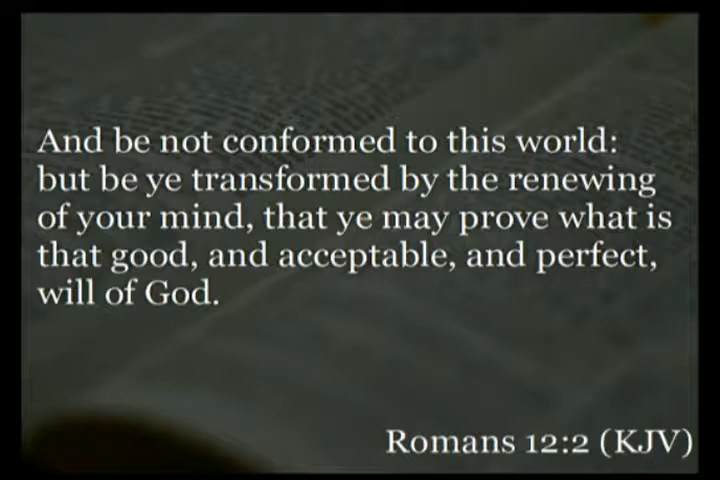 And be not conformed to this world:
but be ye transformed by the renewing
of your mind, that ye may prove what is
that good, and acceptable, and perfect,
will of God.
Romans 12:2 (KJV)